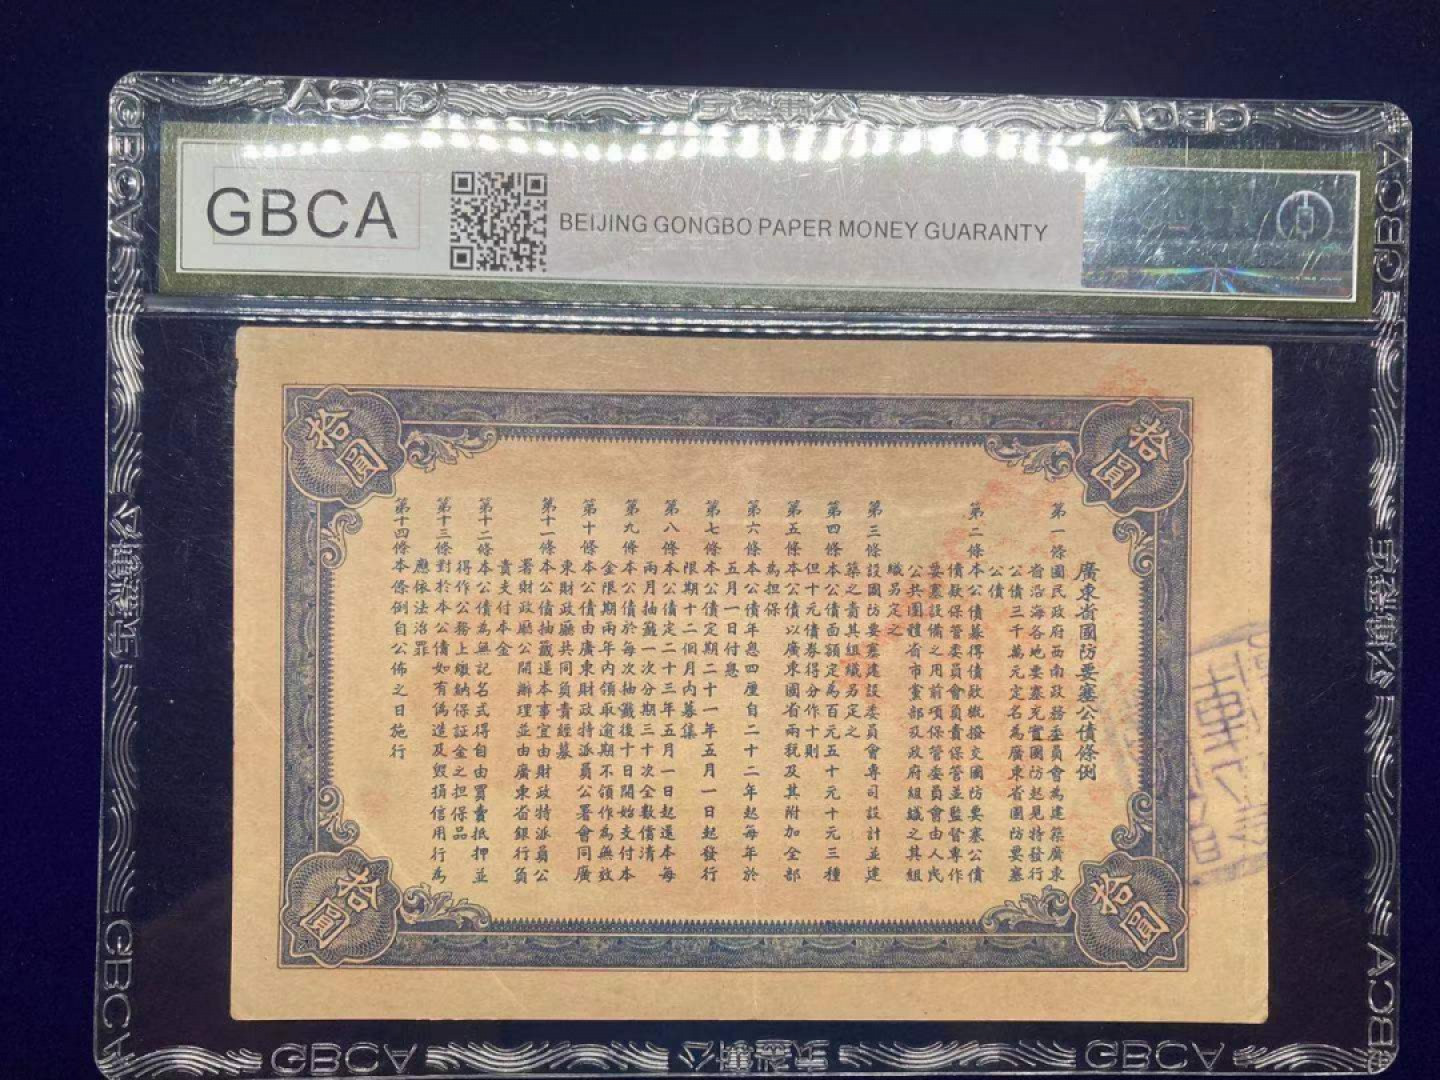 GBCA
BEIJING GONGBO PAPER MONEY GUARANTY
拾圓
拾圓
廣東省國防要塞公債條例
第一條國民政府西南政務委員會為建築廣東
省沿海各地要塞充實國防起見特發行
公債三千萬元定名為廣東省國防要塞
公債
第二條本公債募得債款繳撥交國防要塞公債
債款保管委員會負責保管並監督專作
要塞設備之用前項保管委員會由人民
公共團體省市黨部及政府組織之其組
織另定之
第三條設國防要塞建設委員會專司設計並建
築之責其組織另定之
第四條本公債面額定為百元五十元十元三種
但十元債券得分作十則
第五條本公債以廣東國省兩稅及其附加全部
為担保
第六條本公債年息四厘自二十二年起每年於
五月一日付息
第七條本公債定期二十一年五月一日起發行
限期十二個月內募集
第八條本公債定二十三年五月一日起還本每
兩月抽籤一次分期三十次全數償清
第九條本公債於每次抽籤後十日開始支付本
金限期兩年內領取逾期不領作為無效
第十條本公債由廣東財政特派員公署會同廣
東財政廳共同負責經募
第十一條本公債抽籤還本事宜由財政特派員公
署財政廳公開辦理並由廣東省銀行負
責支付本金
第十二條本公債為無記名式得自由買賣抵押並
得作公務上繳納保証金之担保品
第十三條對於本公債如有偽造及毀損信用行為
應依法治罪
第十四條本條例自公佈之日施行
拾圓
拾圓
GBCA
GBCA